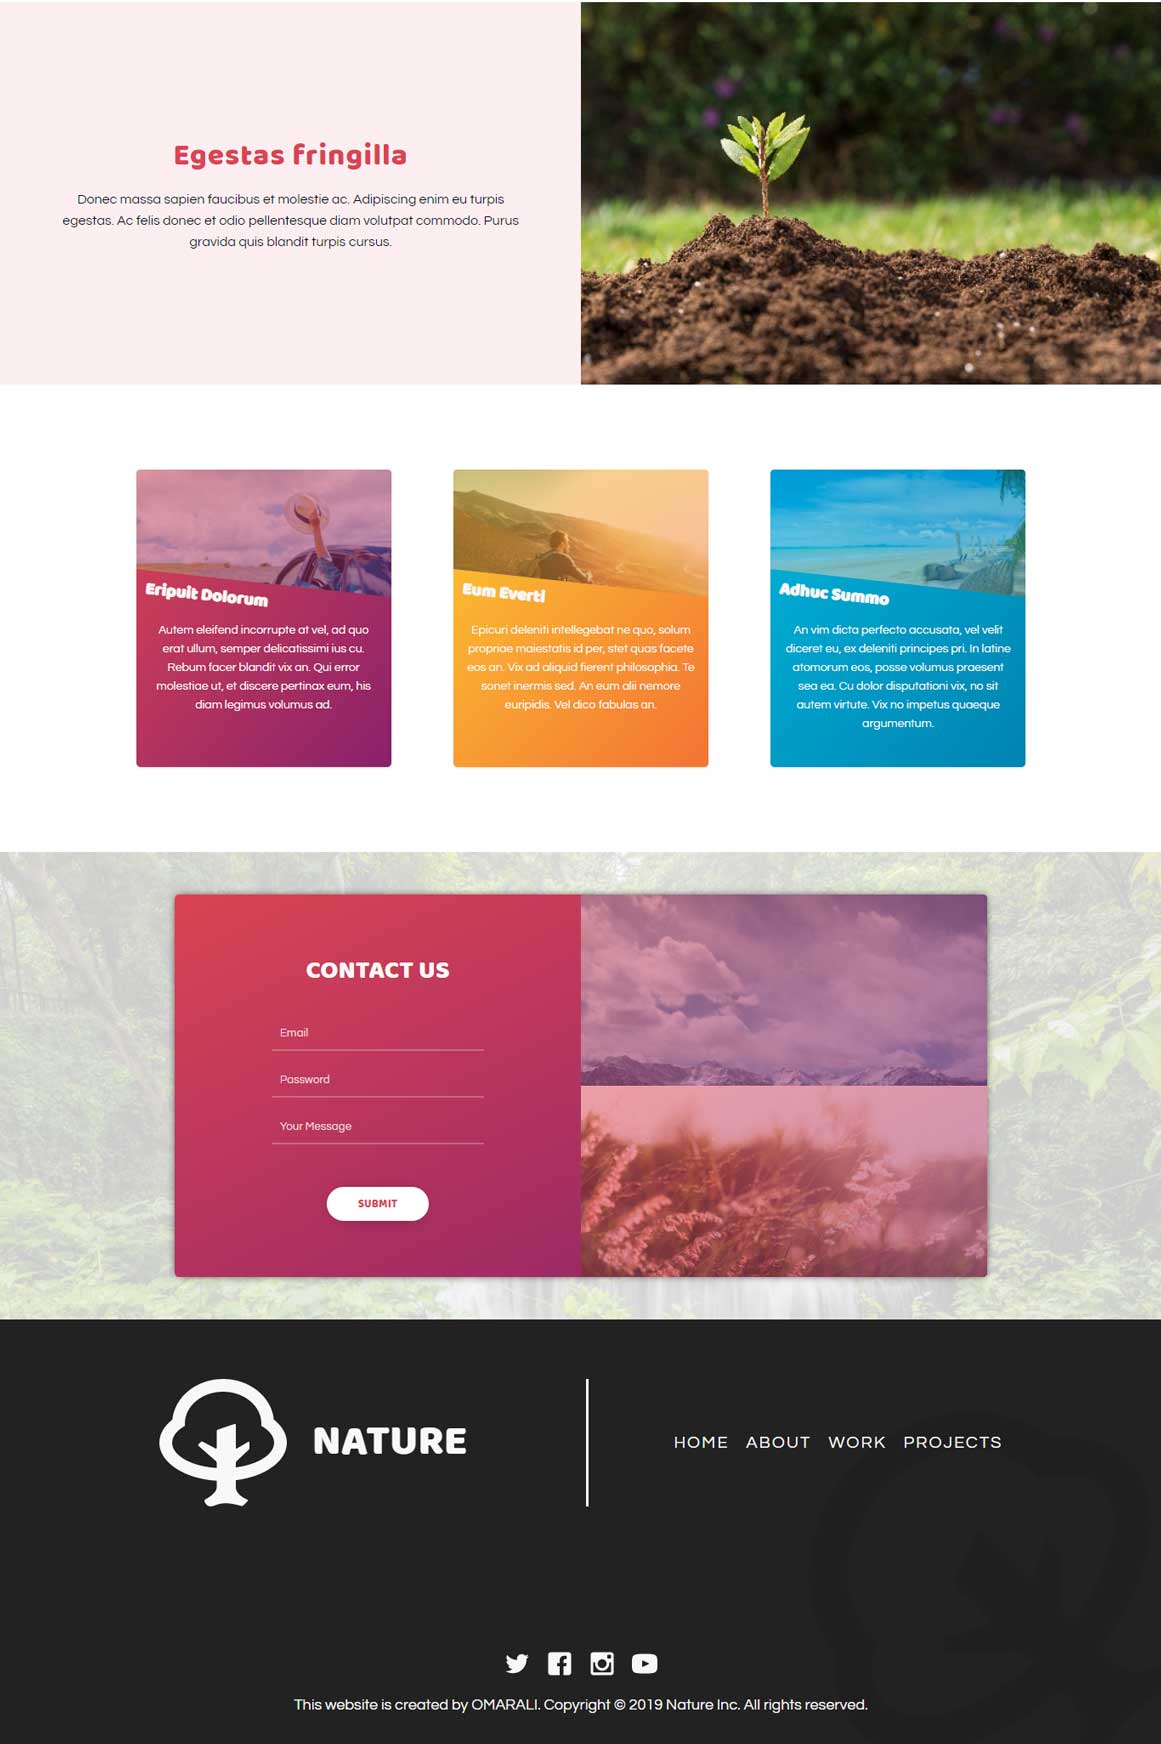 Egestas fringilla
Donec massa sapien faucibus et molestie ac. Adipiscing enim eu turpis
egestas. Ac felis donec et odio pellentesque diam volutpat commodo. Purus
gravida quis blandit turpis cursus.
Eripuit Dolorum
Autem eleifend incorrupte at vel, ad quo
erat ullum, semper delicatissimi ius cu.
Rebum facer blandit vix an. Qui error
molestiae ut, et discere pertinax eum, his
diam legimus volumus ad.
Eum Everti
Epicuri deleniti intellegebat ne quo, solum
propriae maiestatis id per, stet quas facete
eos an. Vix ad aliquid fierent philosophia. Te
sonet inermis sed. An eum alii nemore
euripidis. Vel dico fabulas an.
Adhuc Summo
An vim dicta perfecto accusata, vel velit
diceret eu, ex deleniti principes pri. In latine
atomorum eos, posse volumus praesent
sea ea. Cu dolor disputationi vix, no sit
autem virtute. Vix no impetus quaeque
argumentum.
CONTACT US
Email
Password
Your Message
SUBMIT
NATURE
HOME ABOUT WORK PROJECTS
This website is created by OMARALI. Copyright © 2019 Nature Inc. All rights reserved.